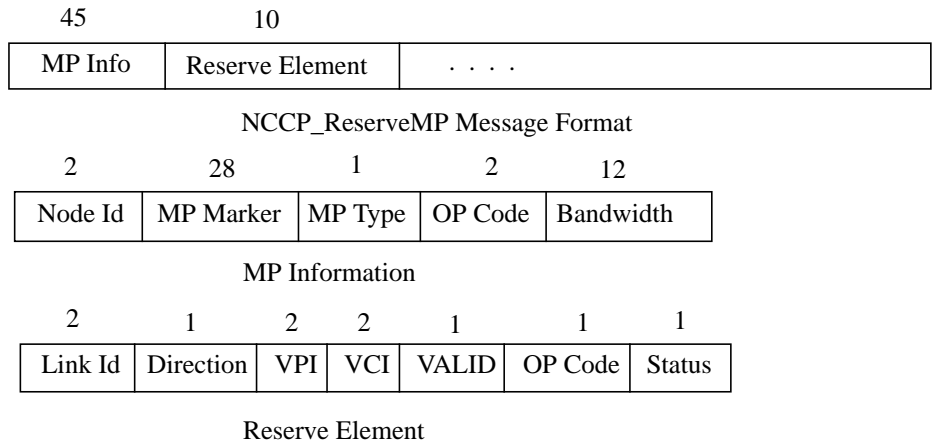 45 10
MP Info Reserve Element . . . .
NCCP_ReserveMP Message Format
2 28 1 2 12
Node Id MP Marker MP Type OP Code Bandwidth
MP Information
2 1 2 2 1 1 1
Link Id Direction VPI VCI VALID OP Code Status
Reserve Element